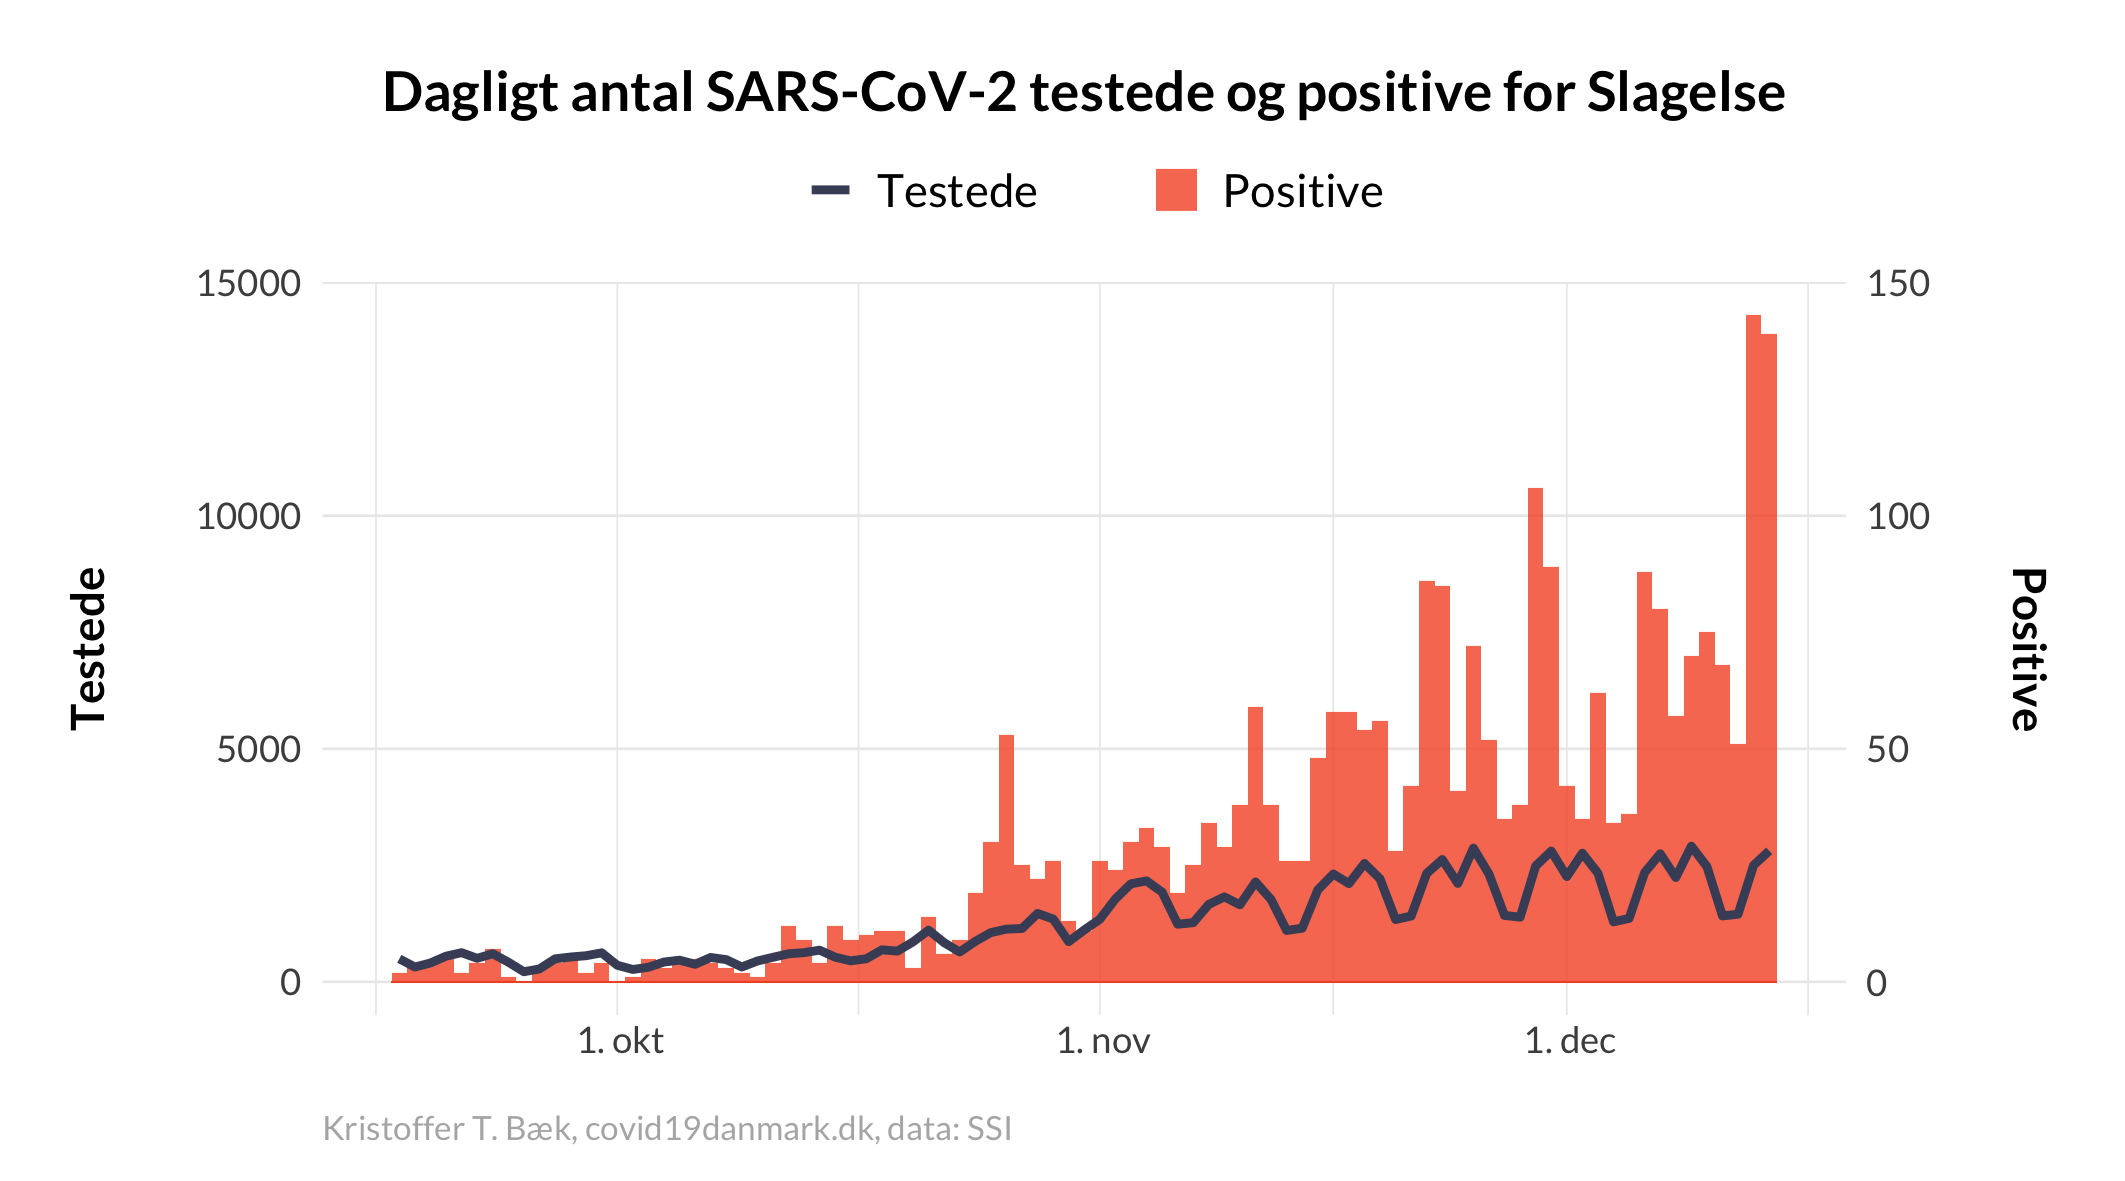 Dagligt antal SARS-CoV-2 testede og positive for Slagelse
Testede
Positive
15000
10000
5000
0
Testede
150
100
50
0
Positive
1. okt
1. nov
1. dec
Kristoffer T. Bæk, covid19danmark.dk, data: SSI